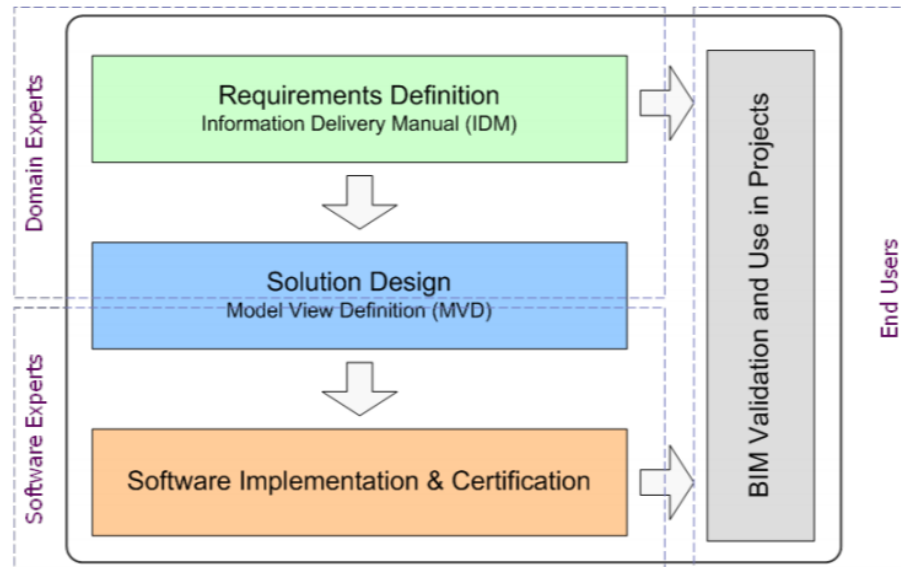 Domain Experts
Requirements Definition
Information Delivery Manual (IDM)
Solution Design
Model View Definition (MVD)
Software Experts
Software Implementation & Certification
BIM Validation and Use in Projects
End Users